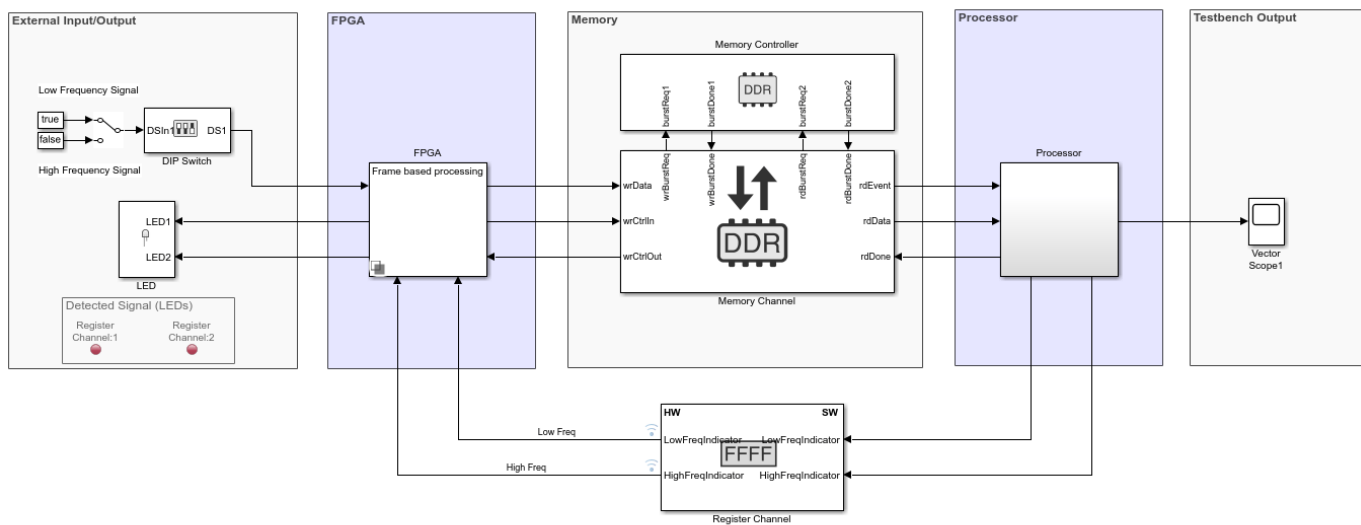 External Input/Output
FPGA
Memory
Processor
Testbench Output
Memory Controller
DDR
burstReq1
burstDone1
burstReq2
burstDone2
Low Frequency Signal
true
false
DSIn1
DS1
DIP Switch
High Frequency Signal
FPGA
Frame based processing
wrBurstReq
wrBurstDone
rdBurstReq
rdBurstDone
wrData
wrCtrlIn
wrCtrlOut
DDR
rdEvent
rdData
rdDone
Memory Channel
Processor
Vector
Scope1
LED1
LED2
LED
Detected Signal (LEDs)
Register
Channel:1
Register
Channel:2
HW
SW
Low Freq
LowFreqIndicator
LowFreqIndicator
FFFF
High Freq
HighFreqIndicator
HighFreqIndicator
Register Channel